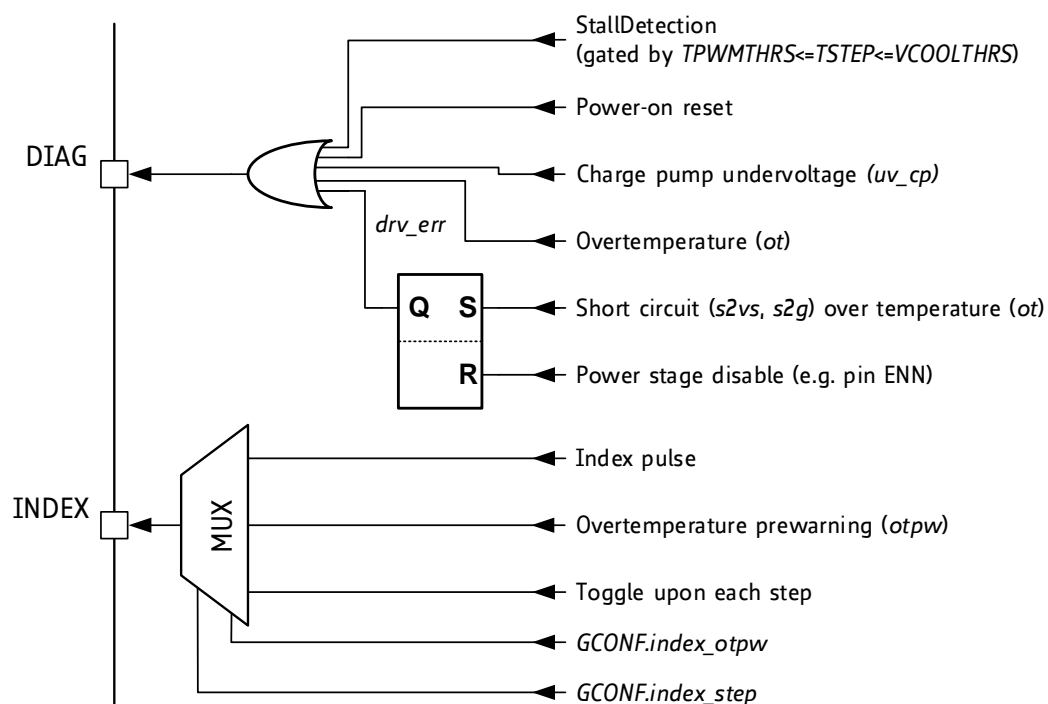 StallDetection
(gated by TPWMTHRS<=TSTEP<=VCOOLTHRS)
Power-on reset
DIAG
Charge pump undervoltage (uv_cp)
drv_err
Overtemperature (ot)
Q S
Short circuit (s2vs, s2g) over temperature (ot)
R
Power stage disable (e.g. pin ENN)
Index pulse
INDEX
MUX
Overtemperature prewarning (otpw)
Toggle upon each step
GCONF.index_otpw
GCONF.index_step